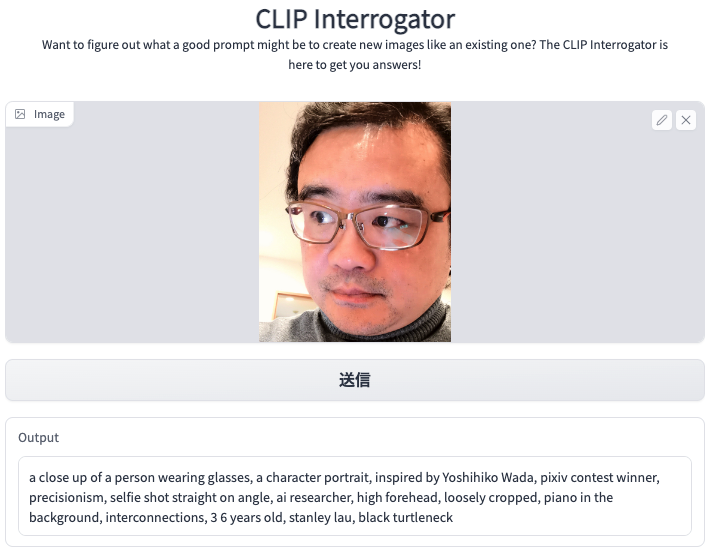 CLIP Interrogator
Want to figure out what a good prompt might be to create new images like an existing one? The CLIP Interrogator is
here to get you answers!
Image
送信
Output
a close up of a person wearing glasses, a character portrait, inspired by Yoshihiko Wada, pixiv contest winner,
precisionism, selfie shot straight on angle, ai researcher, high forehead, loosely cropped, piano in the
background, interconnections, 3 6 years old, stanley lau, black turtleneck